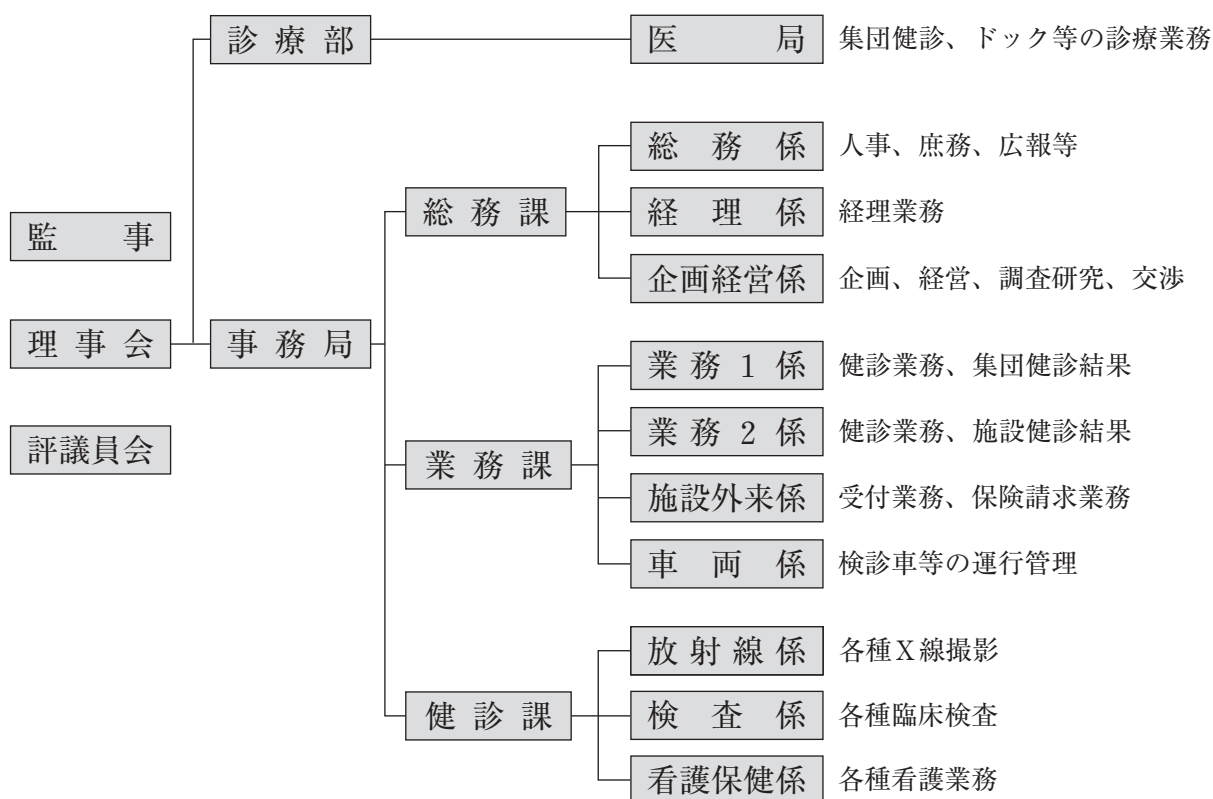 診療部 医局 集団健診、ドック等の診療業務
総務係 人事、庶務、広報等
総務課 経理係 経理業務
監事
企画経営係 企画、経営、調査研究、交渉
理事会 事務局
業務1係 健診業務、集団健診結果
業務2係 健診業務、施設健診結果
評議員会 業務課
施設外来係 受付業務、保険請求業務
車両係 検診車等の運行管理
放射線係 各種X線撮影
健診課 検査係 各種臨床検査
看護保健係 各種看護業務